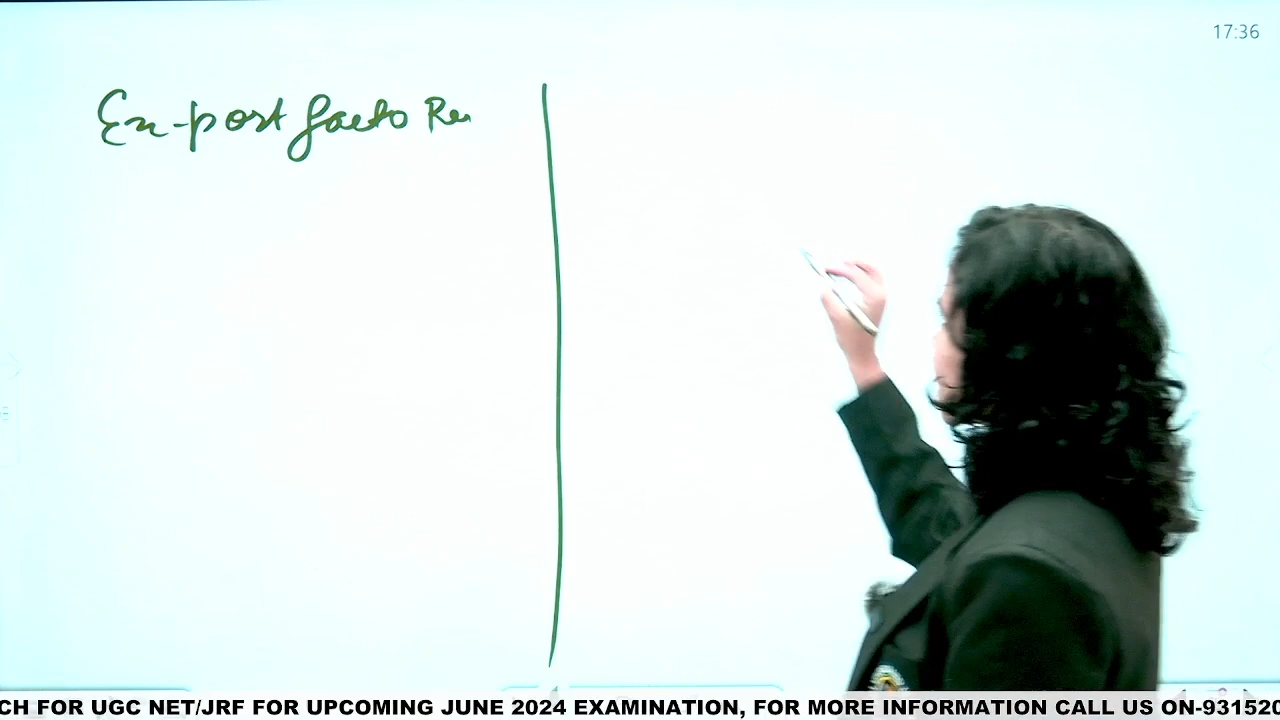 17:36
Ex-post facto Res
CH FOR UGC NET/JRF FOR UPCOMING JUNE 2024 EXAMINATION, FOR MORE INFORMATION CALL US ON-931520